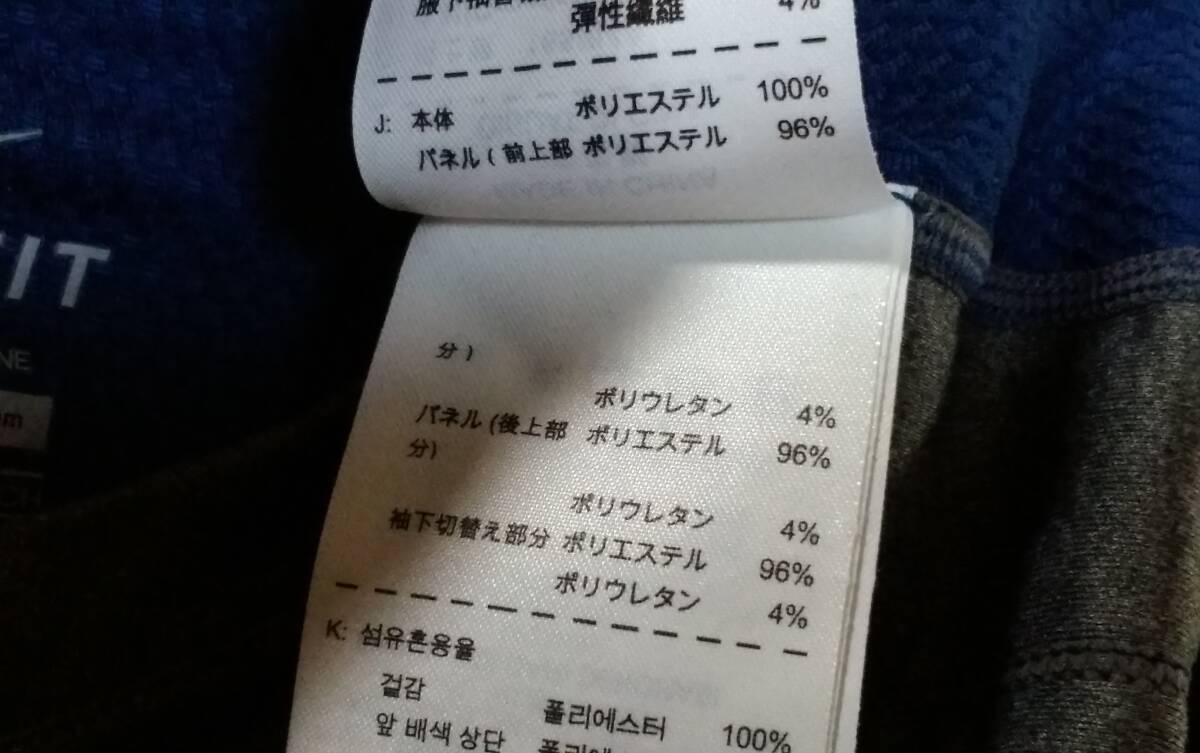 彈性纖維 4%
J: 本体 ポリエステル 100%
パネル ( 前上部 ポリエステル 96%
分 )
ポリウレタン 4%
パネル (後上部 ポリエステル 96%
分)
ポリウレタン 4%
袖下切替え部分 ポリエステル 96%
ポリウレタン 4%
K: 섬유혼용율
겉감 폴리에스터 100%
앞 배색 상단
IT
NE